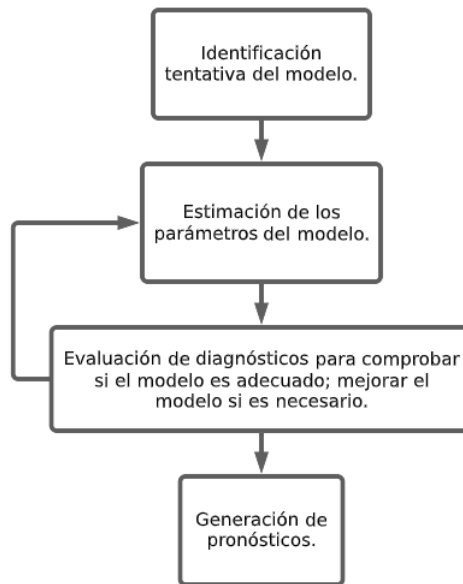 Identificación
tentativa del modelo.
Estimación de los
parámetros del modelo.
Evaluación de diagnósticos para comprobar
si el modelo es adecuado; mejorar el
modelo si es necesario.
Generación de
pronósticos.